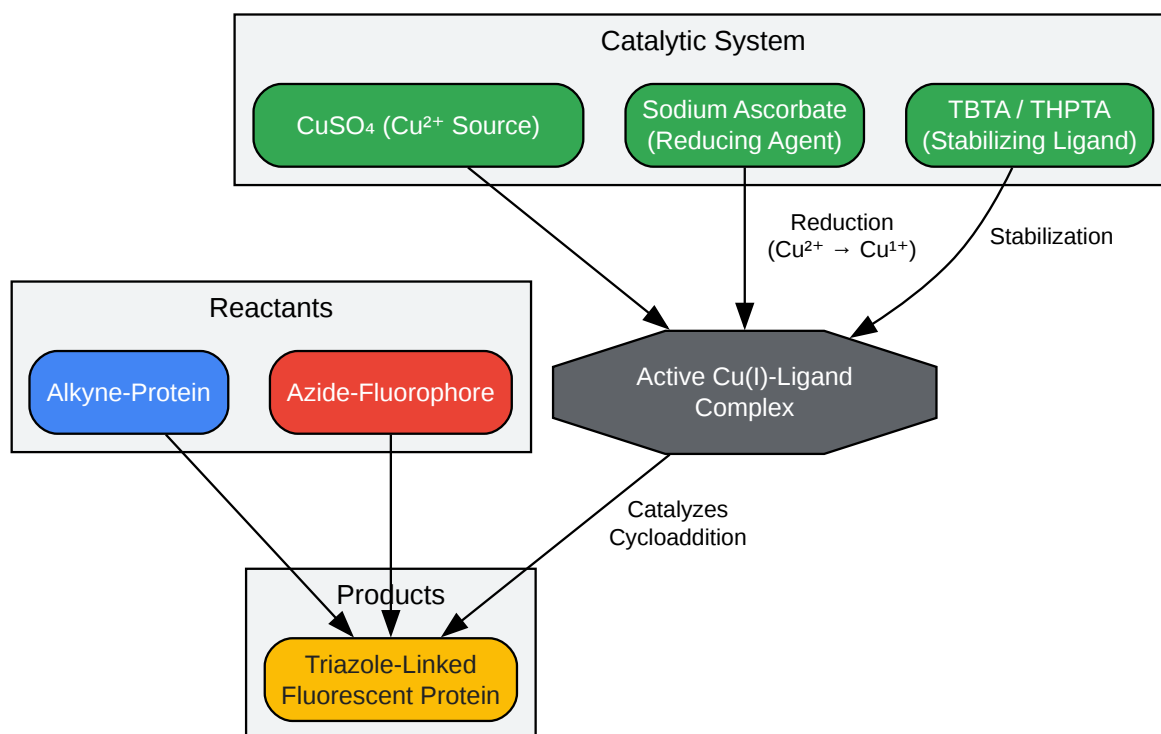 Catalytic System
CuSO₄ (Cu²⁺ Source)
Sodium Ascorbate
(Reducing Agent)
TBTA / THPTA
(Stabilizing Ligand)
Reduction
(Cu²⁺ → Cu¹⁺)
Stabilization
Reactants
Alkyne-Protein
Azide-Fluorophore
Active Cu(I)-Ligand
Complex
Catalyzes
Cycloaddition
Products
Triazole-Linked
Fluorescent Protein